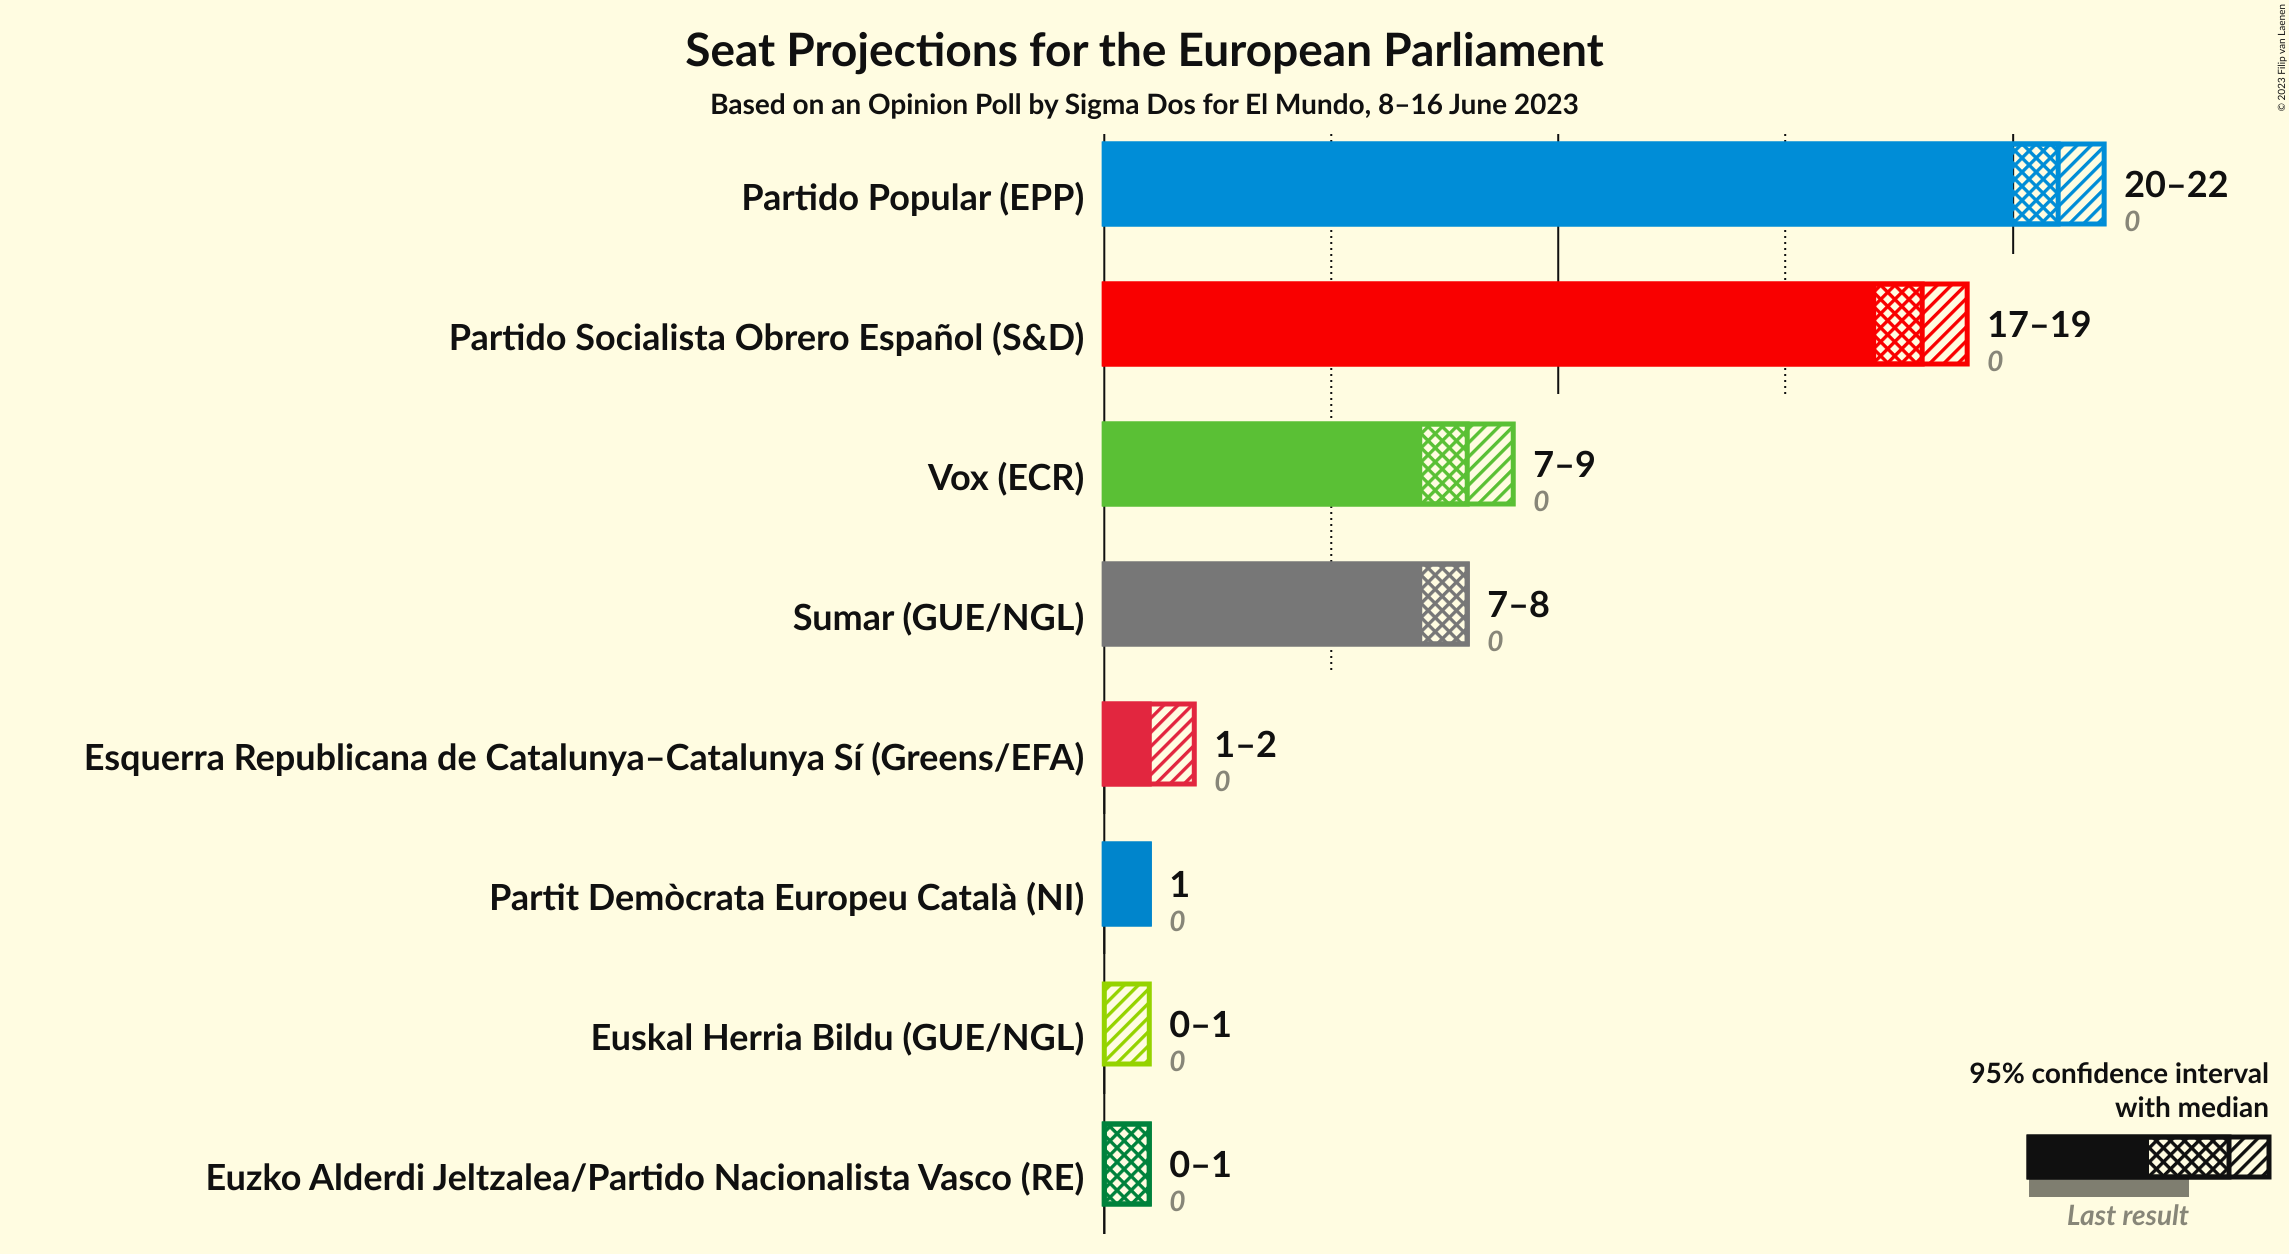 Seat Projections for the European Parliament
Based on an Opinion Poll by Sigma Dos for El Mundo, 8–16 June 2023
© 2023 Filip van Laenen
Partido Popular (EPP)
20–22
0
Partido Socialista Obrero Español (S&D)
17–19
0
Vox (ECR)
7–9
0
Sumar (GUE/NGL)
7–8
0
Esquerra Republicana de Catalunya–Catalunya Sí (Greens/EFA)
1–2
0
Partit Demòcrata Europeu Català (NI)
1
0
Euskal Herria Bildu (GUE/NGL)
0–1
0
Euzko Alderdi Jeltzalea/Partido Nacionalista Vasco (RE)
0–1
0
95% confidence interval
with median
Last result